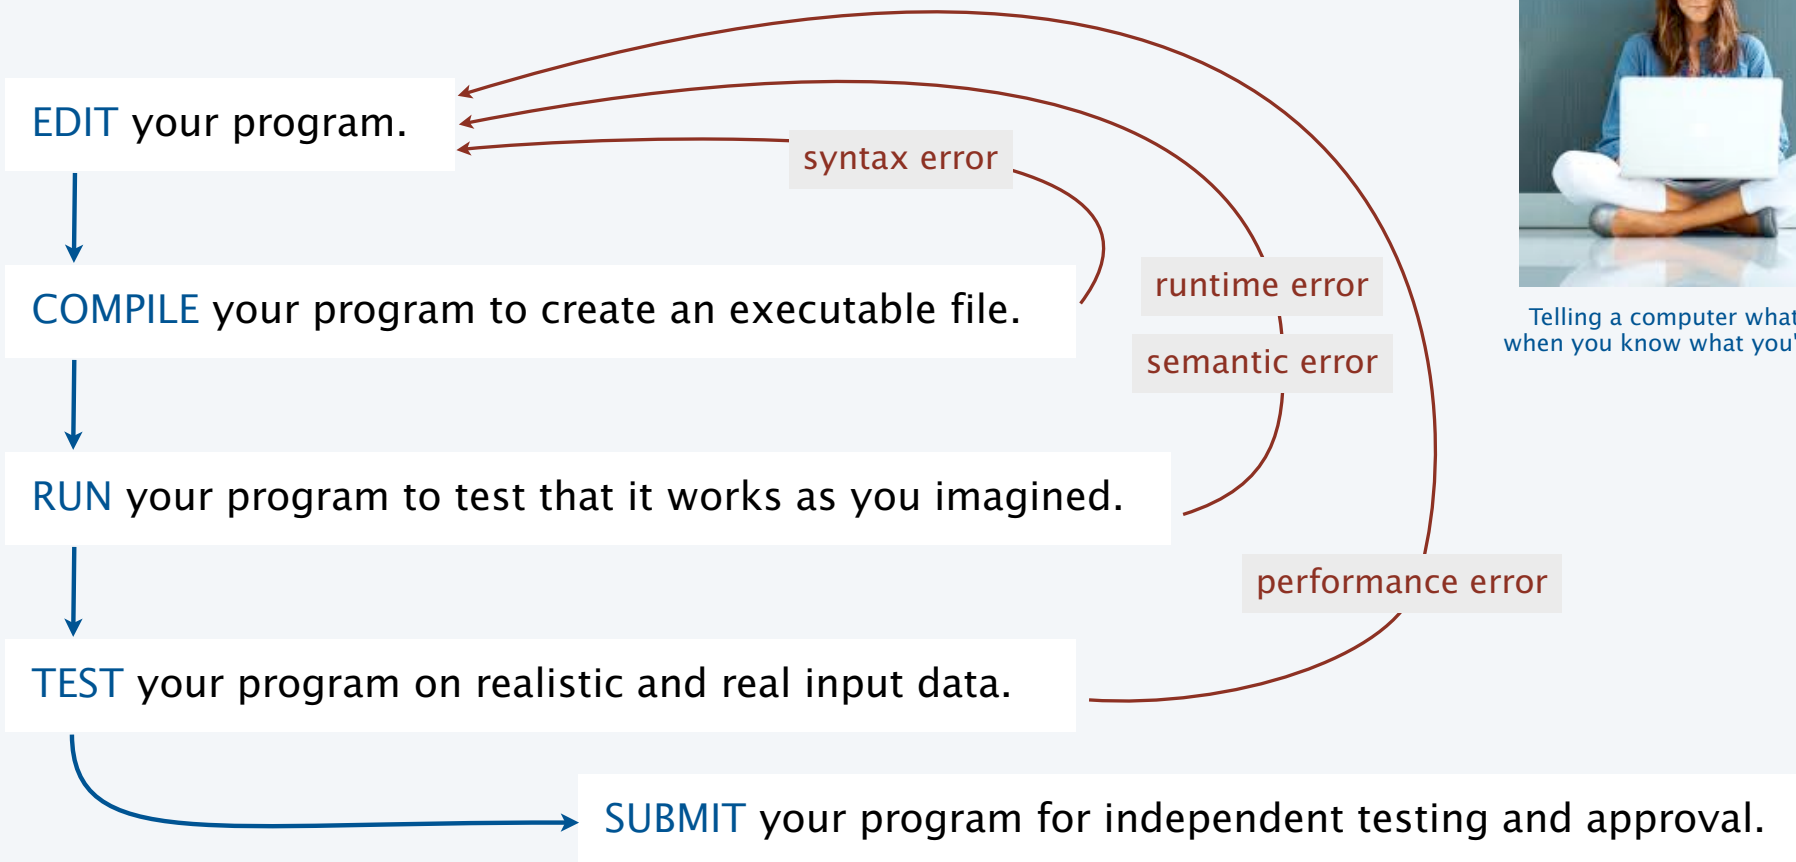 EDIT your program.
syntax error
COMPILE your program to create an executable file.
runtime error
semantic error
Telling a computer what
when you know what you'
RUN your program to test that it works as you imagined.
performance error
TEST your program on realistic and real input data.
SUBMIT your program for independent testing and approval.